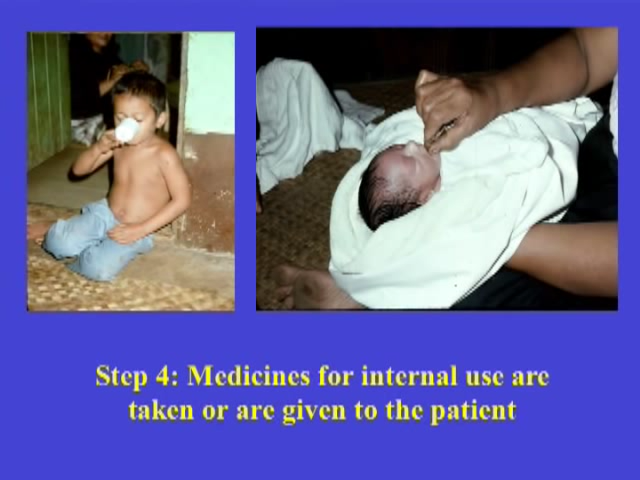 Step 4: Medicines for internal use are
taken or are given to the patient